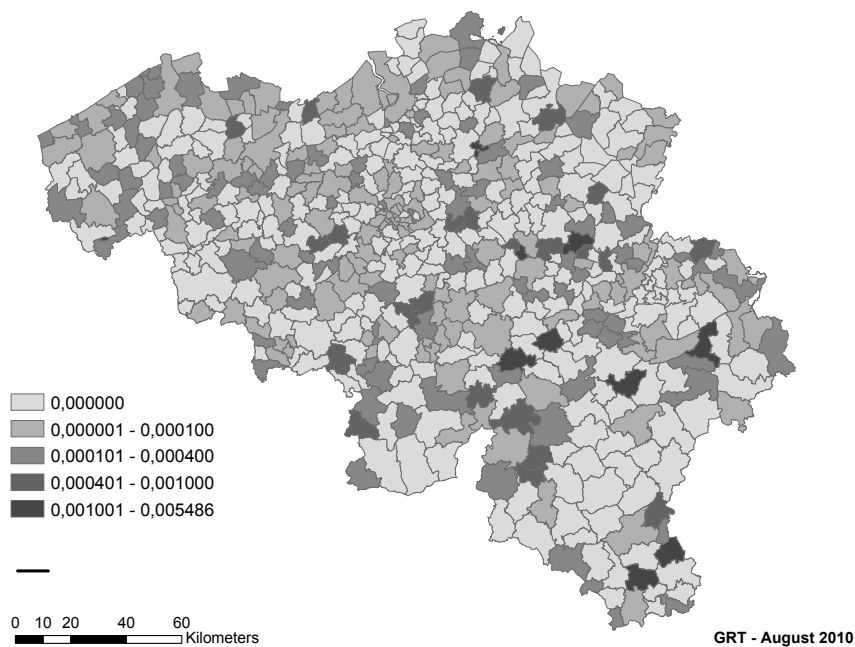 0,000000
0,000001 - 0,000100
0,000101 - 0,000400
0,000401 - 0,001000
0,001001 - 0,005486
0 10 20 40 60
Kilometers
GRT - August 2010